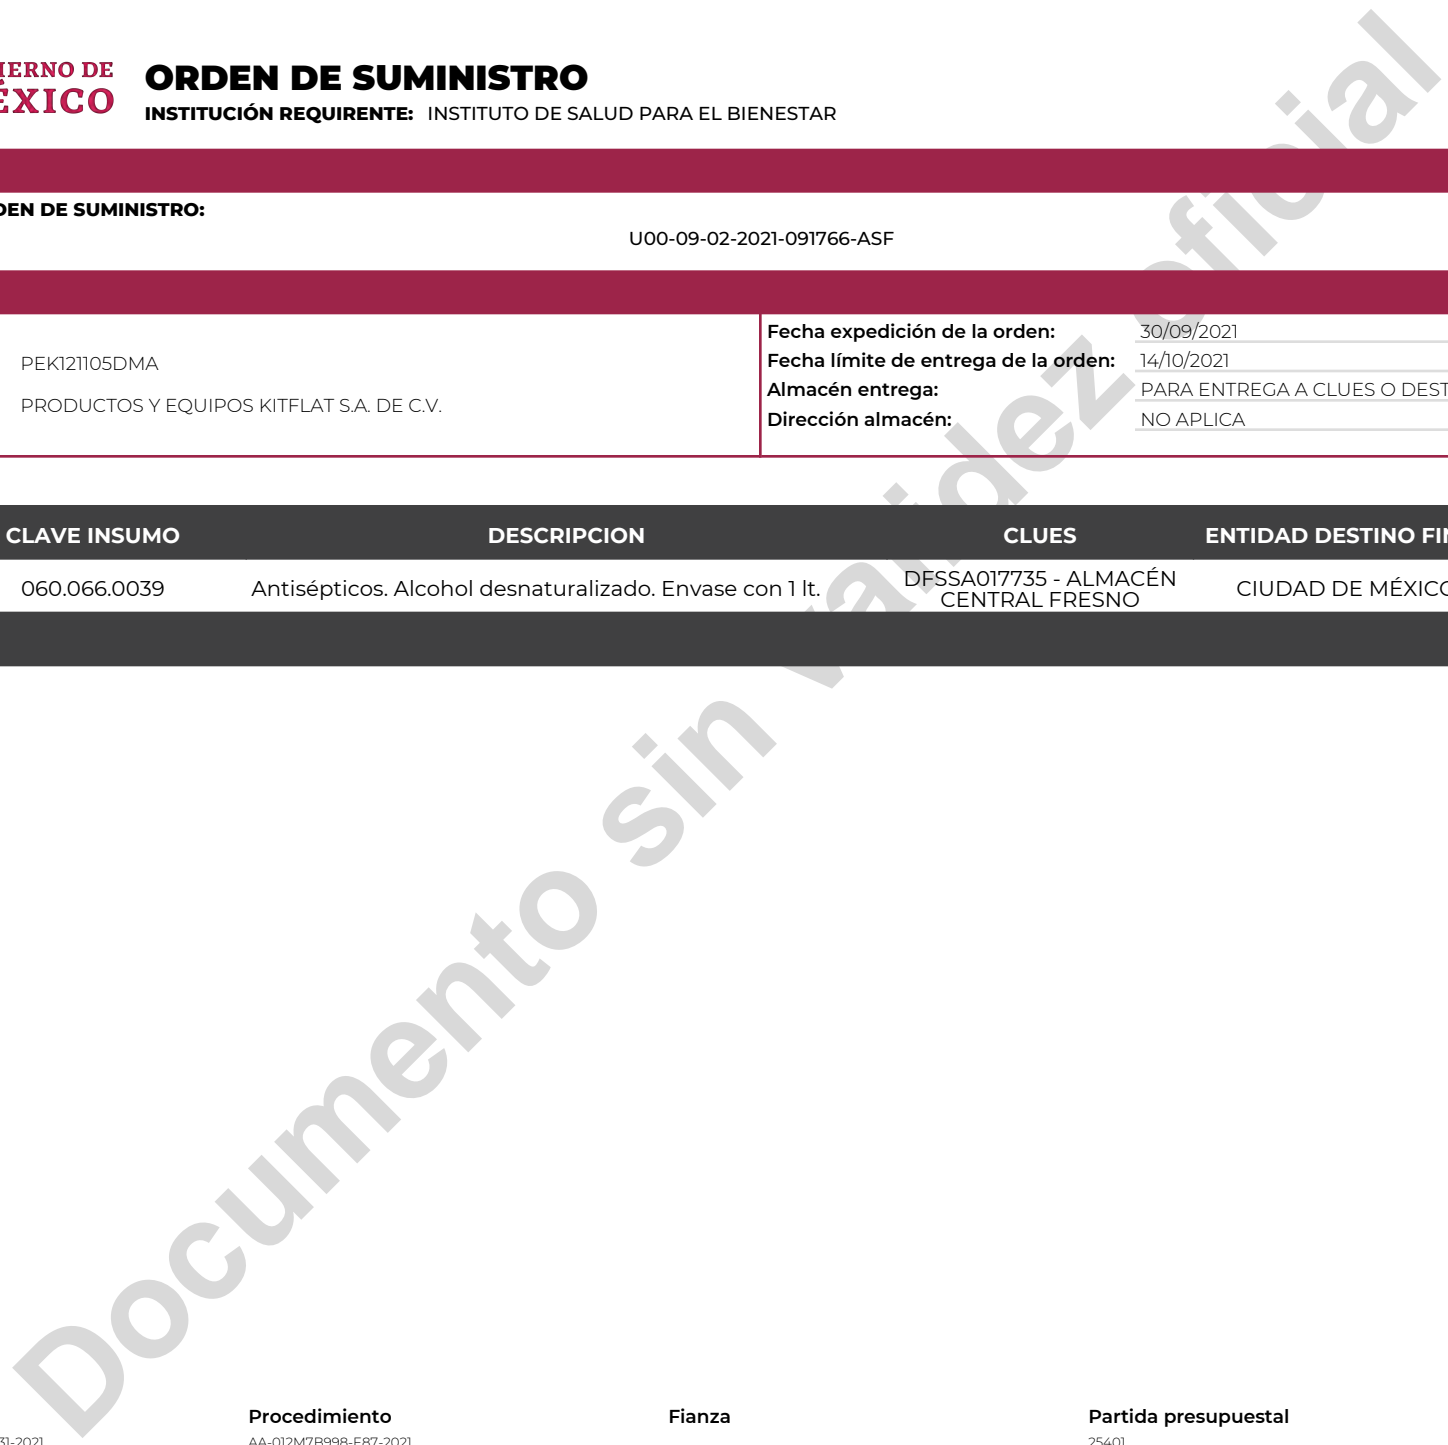 IERNO DE
ÉXICO
ORDEN DE SUMINISTRO
INSTITUCIÓN REQUIRENTE: INSTITUTO DE SALUD PARA EL BIENESTAR
DEN DE SUMINISTRO:
U00-09-02-2021-091766-ASF
PEK121105DMA
PRODUCTOS Y EQUIPOS KITFLAT S.A. DE C.V.
Fecha expedición de la orden: 30/09/2021
Fecha límite de entrega de la orden: 14/10/2021
Almacén entrega: PARA ENTREGA A CLUES O DEST
Dirección almacén: NO APLICA
CLAVE INSUMO DESCRIPCION CLUES ENTIDAD DESTINO FIN
060.066.0039 Antisépticos. Alcohol desnaturalizado. Envase con 1 lt. DFSSA017735 - ALMACÉN CENTRAL FRESNO CIUDAD DE MÉXICO
Documento sin validez oficial
Procedimiento Fianza Partida presupuestal
31-2021 AA-012M7B998-E87-2021 25401